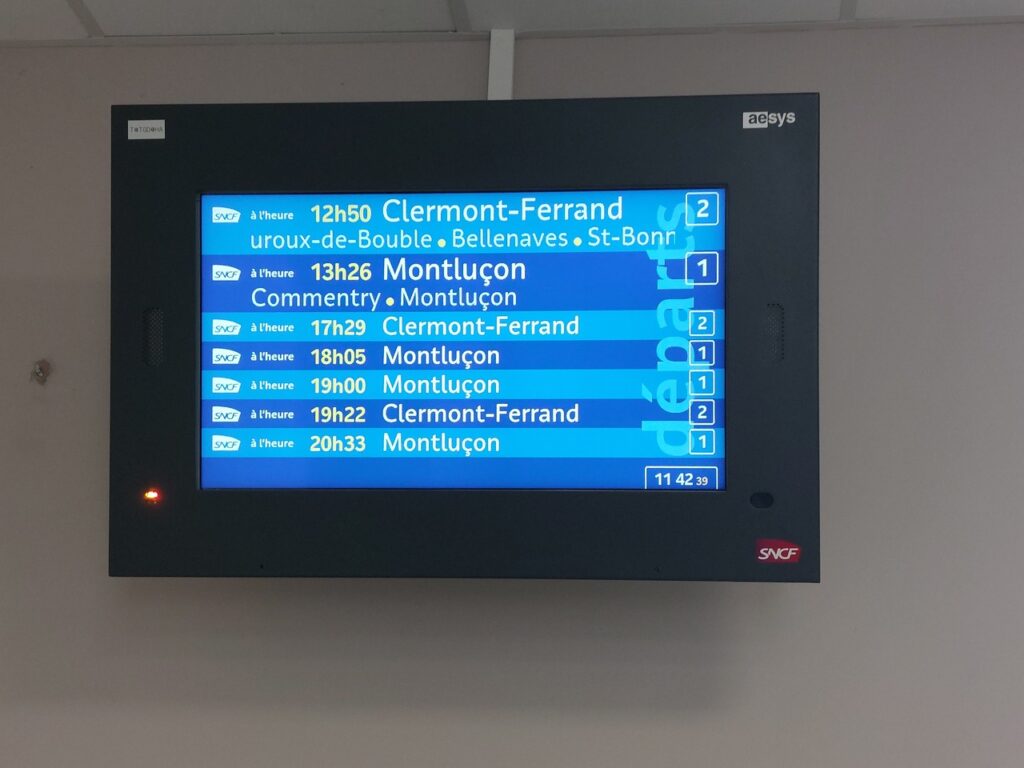 aesys
SNCF à l'heure 12h50 Clermont-Ferrand 2
uroux-de-Bouble • Bellenaves • St-Bonn
SNCF à l'heure 13h26 Montluçon 1
Commentry • Montluçon
SNCF à l'heure 17h29 Clermont-Ferrand 2
SNCF à l'heure 18h05 Montluçon 1
SNCF à l'heure 19h00 Montluçon 1
SNCF à l'heure 19h22 Clermont-Ferrand 2
SNCF à l'heure 20h33 Montluçon 1
départs
11 42 39
SNCF